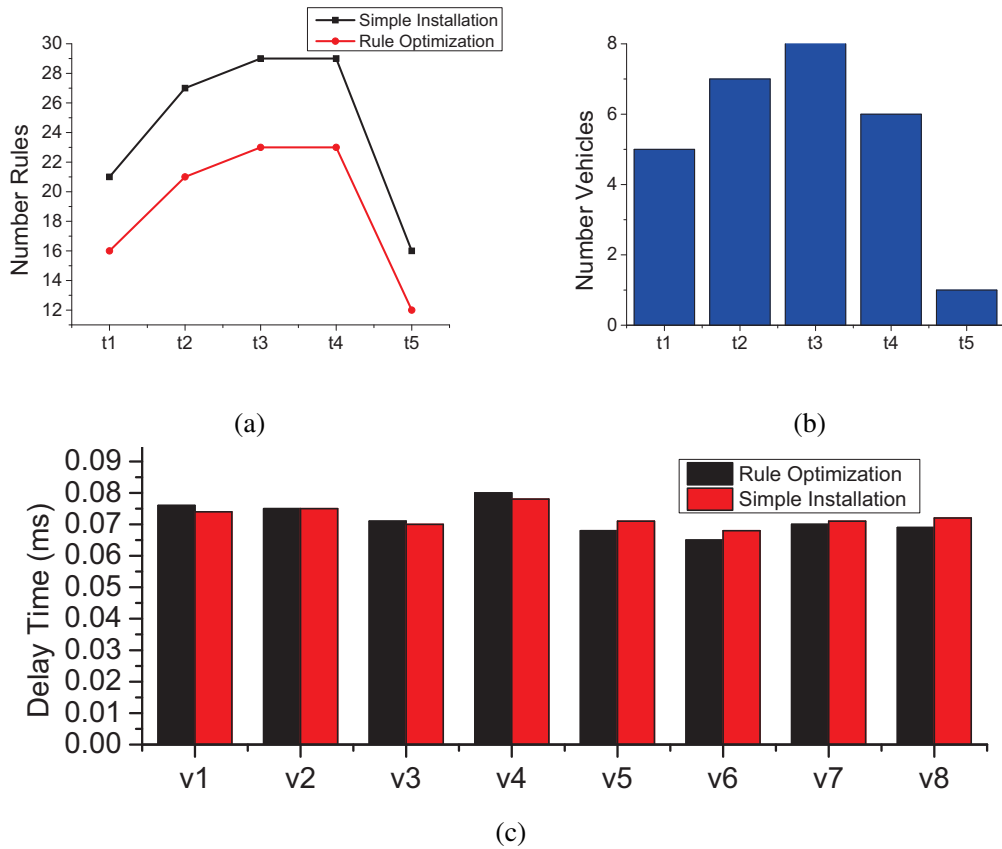 Simple Installation
Rule Optimization
Number Rules
30
28
26
24
22
20
18
16
14
12
t1
t2
t3
t4
t5
(a)
Number Vehicles
8
6
4
2
0
t1
t2
t3
t4
t5
(b)
Rule Optimization
Simple Installation
Delay Time (ms)
0.09
0.08
0.07
0.06
0.05
0.04
0.03
0.02
0.01
0.00
v1
v2
v3
v4
v5
v6
v7
v8
(c)